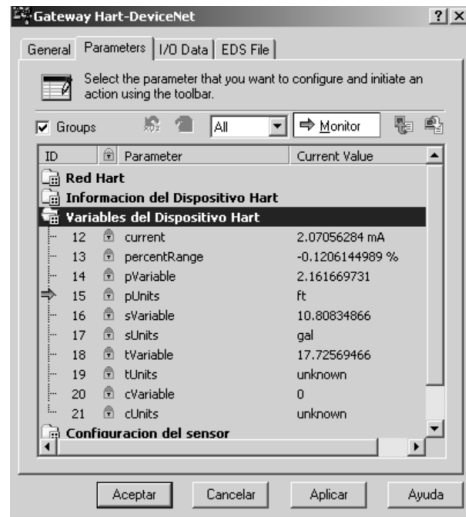 Gateway Hart-DeviceNet
General Parameters I/O Data EDS File
Select the parameter that you want to configure and initiate an
action using the toolbar.
Groups All Monitor
ID Parameter Current Value
Red Hart
Informacion del Dispositivo Hart
Variables del Dispositivo Hart
12 current 2.07056284 mA
13 percentRange -0.1206144989 %
14 pVariable 2.161669731
15 pUnits ft
16 sVariable 10.80834866
17 sUnits gal
18 tVariable 17.72569466
19 tUnits unknown
20 cVariable 0
21 cUnits unknown
Configuracion del sensor
Aceptar Cancelar Aplicar Ayuda